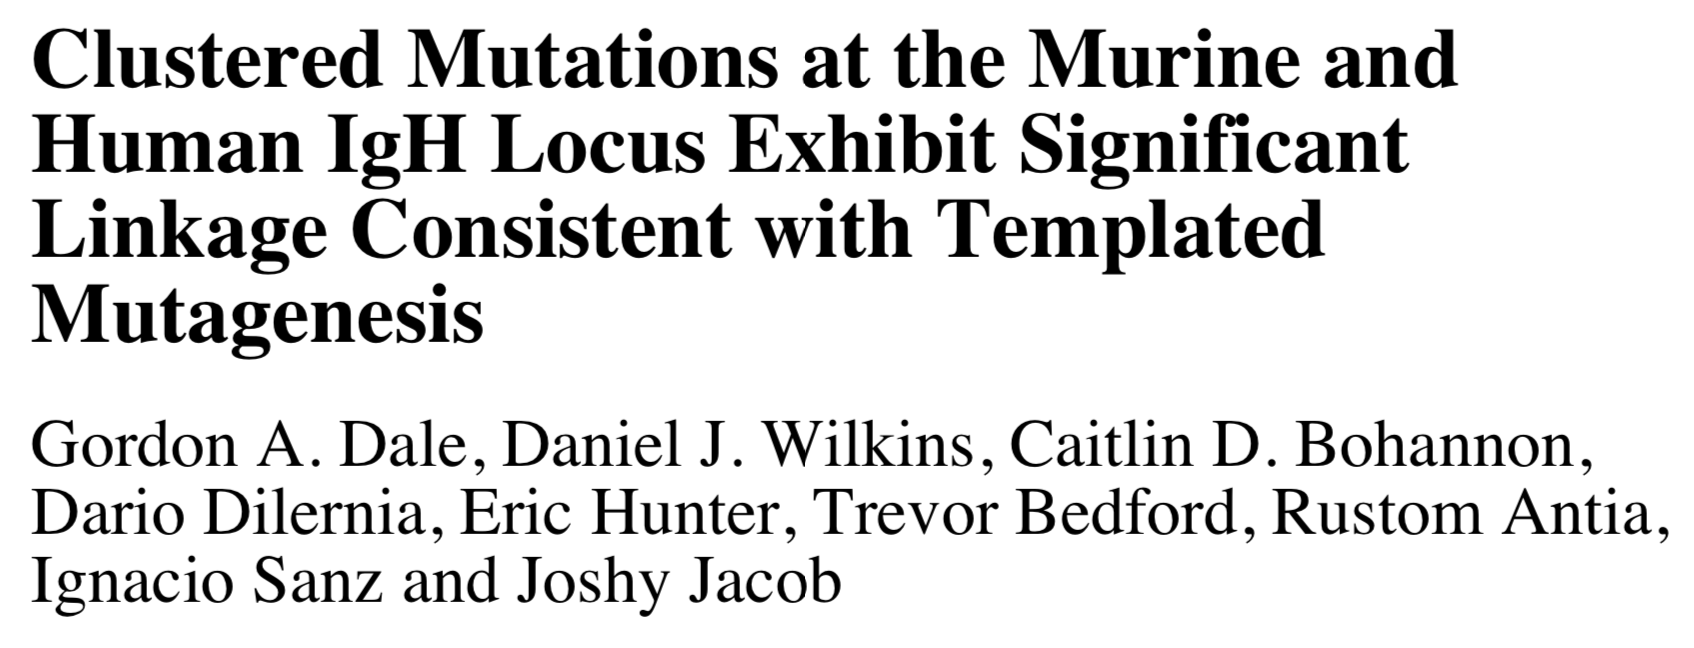 Clustered Mutations at the Murine and
Human IgH Locus Exhibit Significant
Linkage Consistent with Templated
Mutagenesis
Gordon A. Dale, Daniel J. Wilkins, Caitlin D. Bohannon,
Dario Dilernia, Eric Hunter, Trevor Bedford, Rustom Antia,
Ignacio Sanz and Joshy Jacob